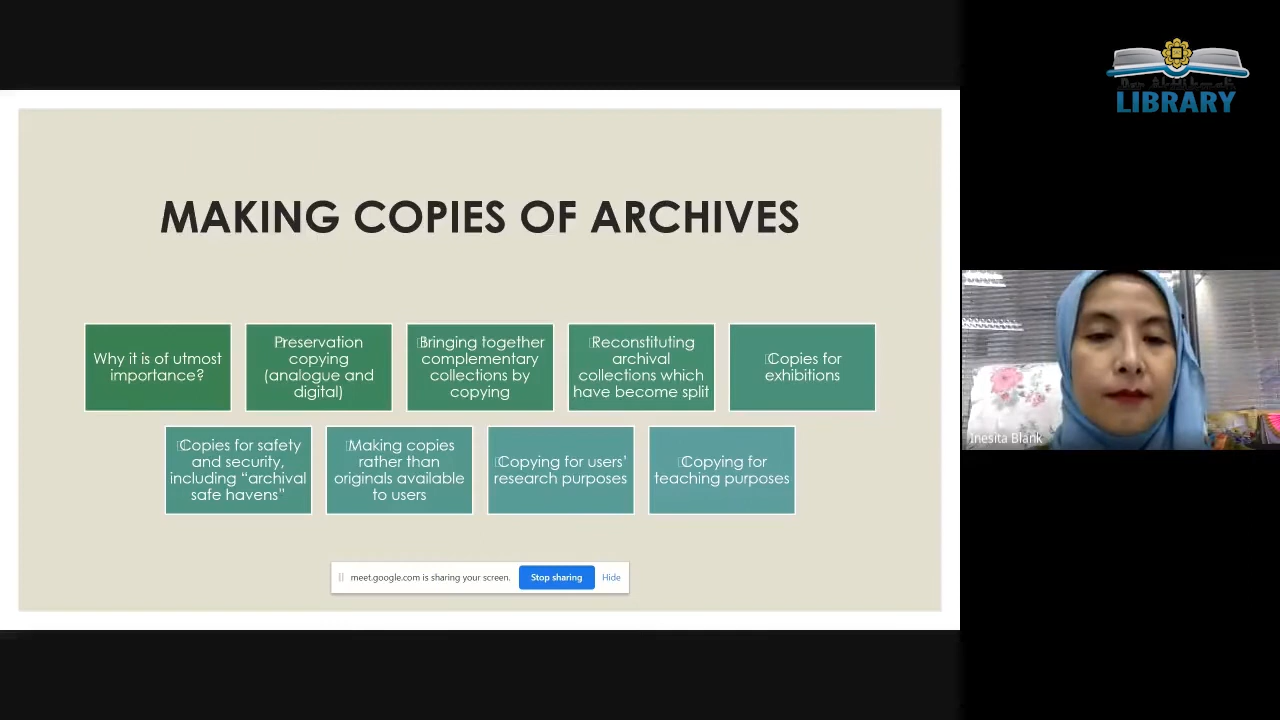 LIBRARY
MAKING COPIES OF ARCHIVES
Why it is of utmost
importance?
Preservation
copying
(analogue and
digital)
Bringing together
complementary
collections by
copying
Reconstituting
archival
collections which
have become split
Copies for
exhibitions
Copies for safety
and security,
including “archival
safe havens”
Making copies
rather than
originals available
to users
Copying for users’
research purposes
Copying for
teaching purposes
meet.google.com is sharing your screen.
Stop sharing
Hide
Inesita Blank